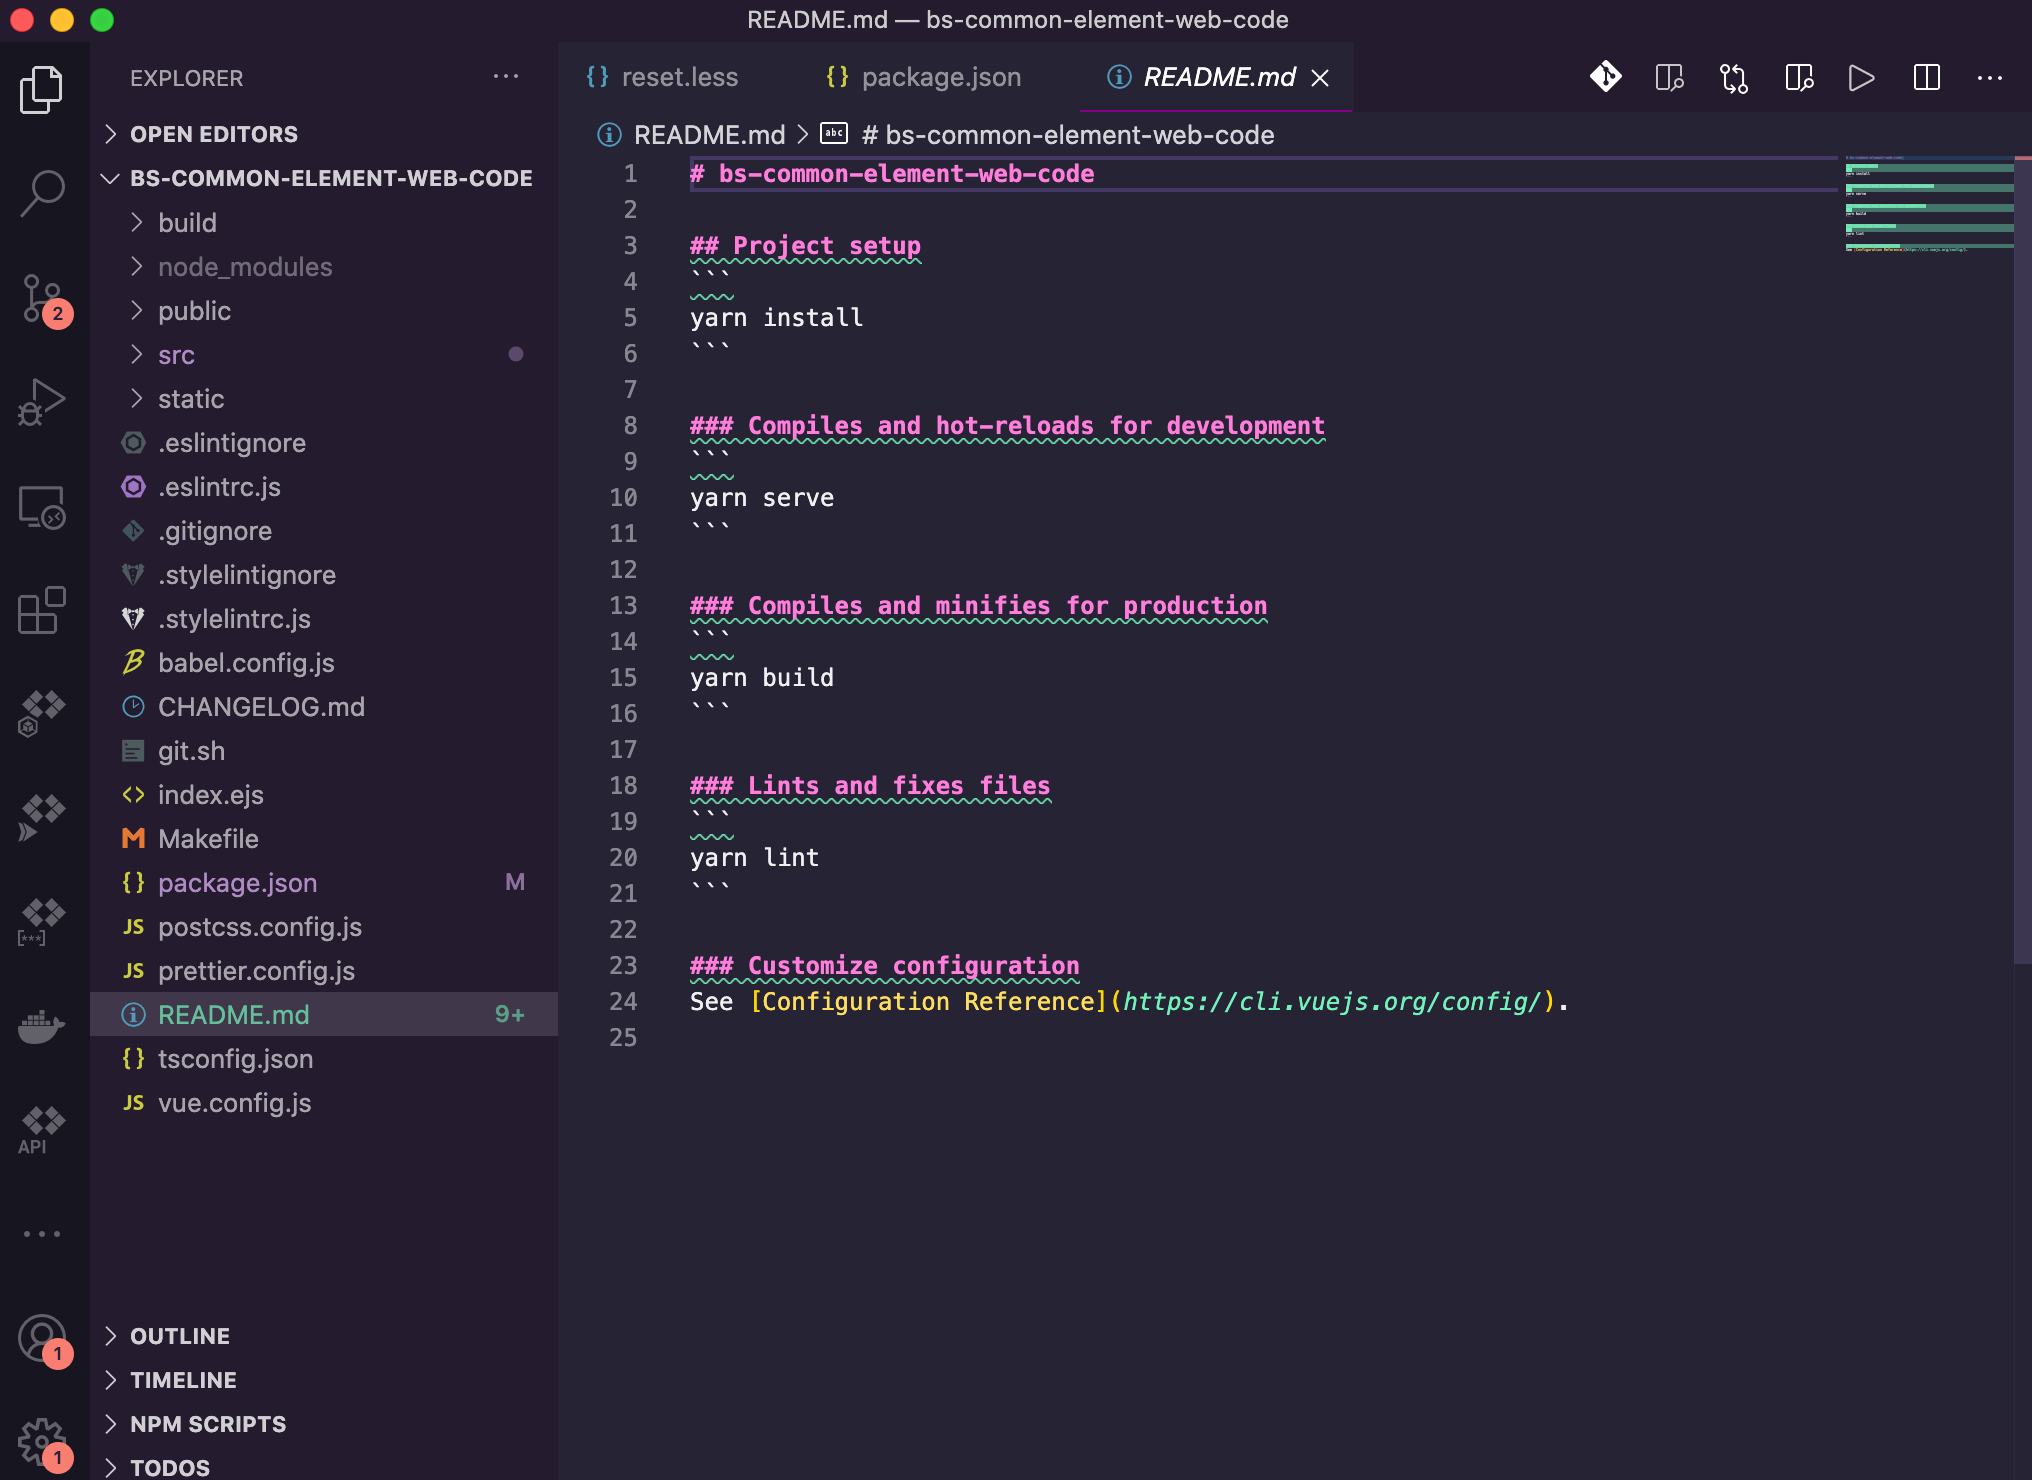 README.md — bs-common-element-web-code
EXPLORER
OPEN EDITORS
BS-COMMON-ELEMENT-WEB-CODE
build
node_modules
public
src
static
.eslintignore
.eslintrc.js
.gitignore
.stylelintignore
.stylelintrc.js
babel.config.js
CHANGELOG.md
git.sh
index.ejs
Makefile
package.json M
postcss.config.js
prettier.config.js
README.md 9+
tsconfig.json
vue.config.js
OUTLINE
TIMELINE
NPM SCRIPTS
TODOS
2
API
1
1
reset.less
package.json
README.md
README.md > abc # bs-common-element-web-code
1 # bs-common-element-web-code
2
3 ## Project setup
4 ```
5 yarn install
6 ```
7
8 ### Compiles and hot-reloads for development
9 ```
10 yarn serve
11 ```
12
13 ### Compiles and minifies for production
14 ```
15 yarn build
16 ```
17
18 ### Lints and fixes files
19 ```
20 yarn lint
21 ```
22
23 ### Customize configuration
24 See [Configuration Reference](https://cli.vuejs.org/config/).
25